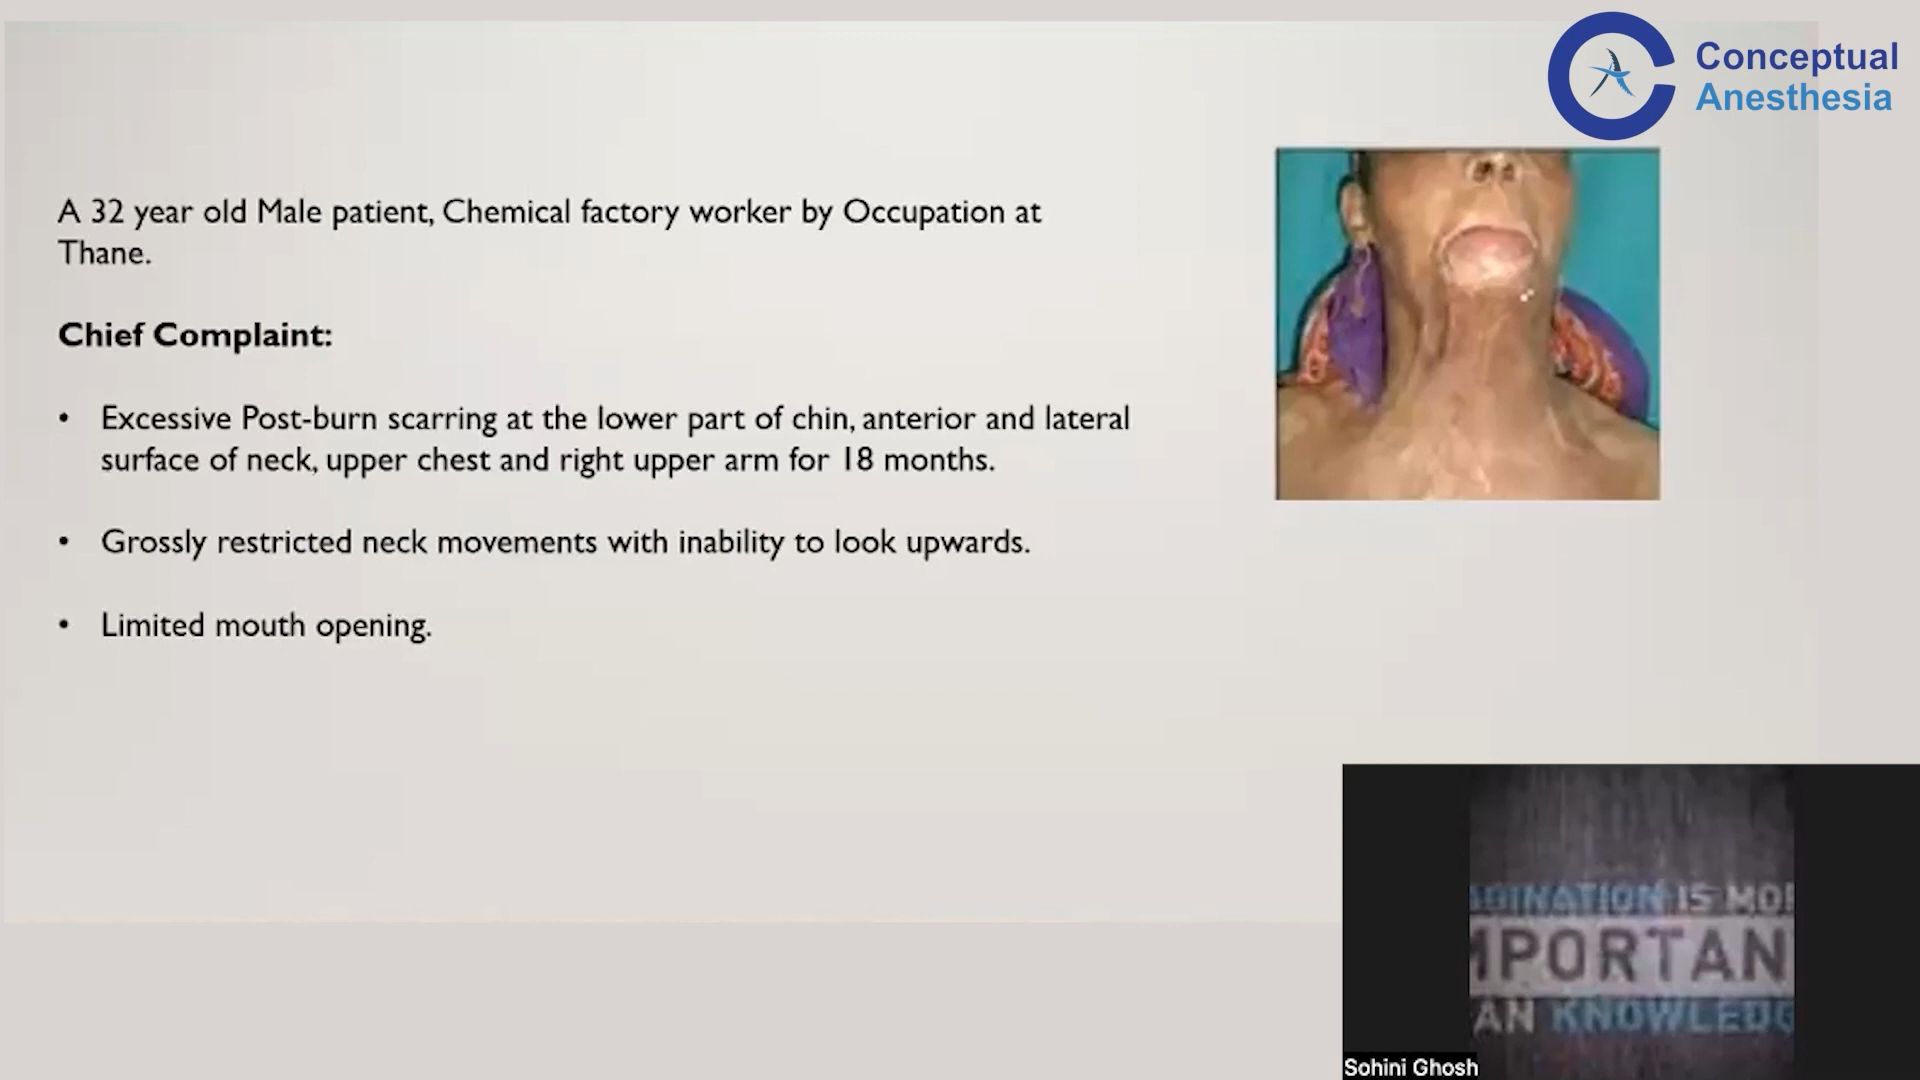 Conceptual
Anesthesia
A 32 year old Male patient, Chemical factory worker by Occupation at
Thane.
Chief Complaint:
• Excessive Post-burn scarring at the lower part of chin, anterior and lateral
surface of neck, upper chest and right upper arm for 18 months.
• Grossly restricted neck movements with inability to look upwards.
• Limited mouth opening.
GINATION IS MOR
MPORTAN
AN KNOWLEDG
Sohini Ghosh